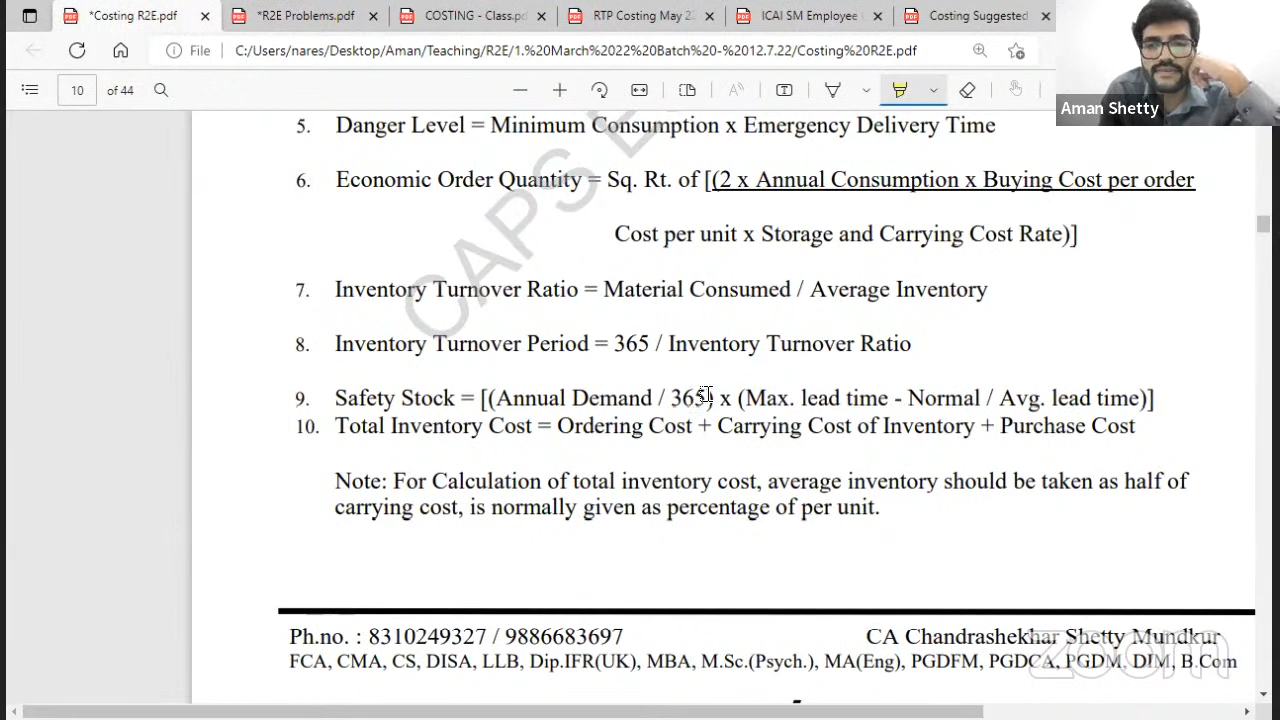 *Costing R2E.pdf
*R2E Problems.pdf
COSTING - Class.pd
RTP Costing May 2
ICAI SM Employee
Costing Suggested
File
C:/Users/nares/Desktop/Aman/Teaching/R2E/1.%20March%2022%20Batch%20-%2012.7.22/Costing%20R2E.pdf
10 of 44
Aman Shetty
5. Danger Level = Minimum Consumption x Emergency Delivery Time
6. Economic Order Quantity = Sq. Rt. of [(2 x Annual Consumption x Buying Cost per order
Cost per unit x Storage and Carrying Cost Rate)]
7. Inventory Turnover Ratio = Material Consumed / Average Inventory
8. Inventory Turnover Period = 365 / Inventory Turnover Ratio
9. Safety Stock = [(Annual Demand / 365) x (Max. lead time - Normal / Avg. lead time)]
10. Total Inventory Cost = Ordering Cost + Carrying Cost of Inventory + Purchase Cost
Note: For Calculation of total inventory cost, average inventory should be taken as half of
carrying cost, is normally given as percentage of per unit.
CAPS E
Ph.no. : 8310249327 / 9886683697
CA Chandrashekhar Shetty Mundkur
FCA, CMA, CS, DISA, LLB, Dip.IFR(UK), MBA, M.Sc.(Psych.), MA(Eng), PGDFM, PGDCA, PGDM, DIM, B.Com
zoom